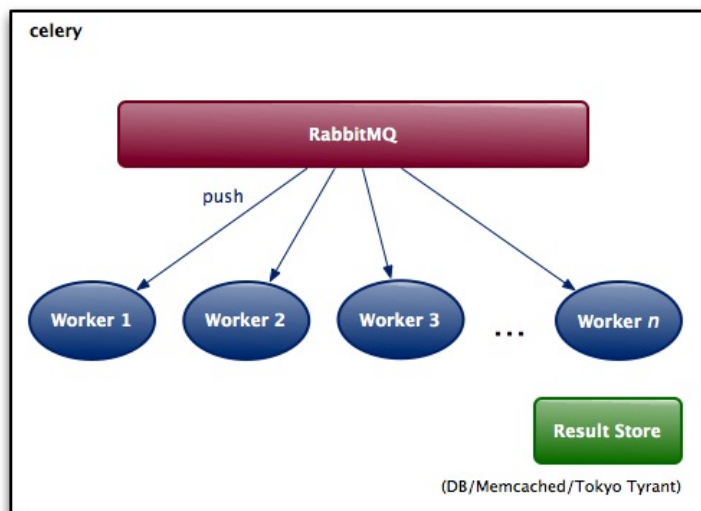 celery
RabbitMQ
push
Worker 1
Worker 2
Worker 3
...
Worker n
Result Store
(DB/Memcached/Tokyo Tyrant)